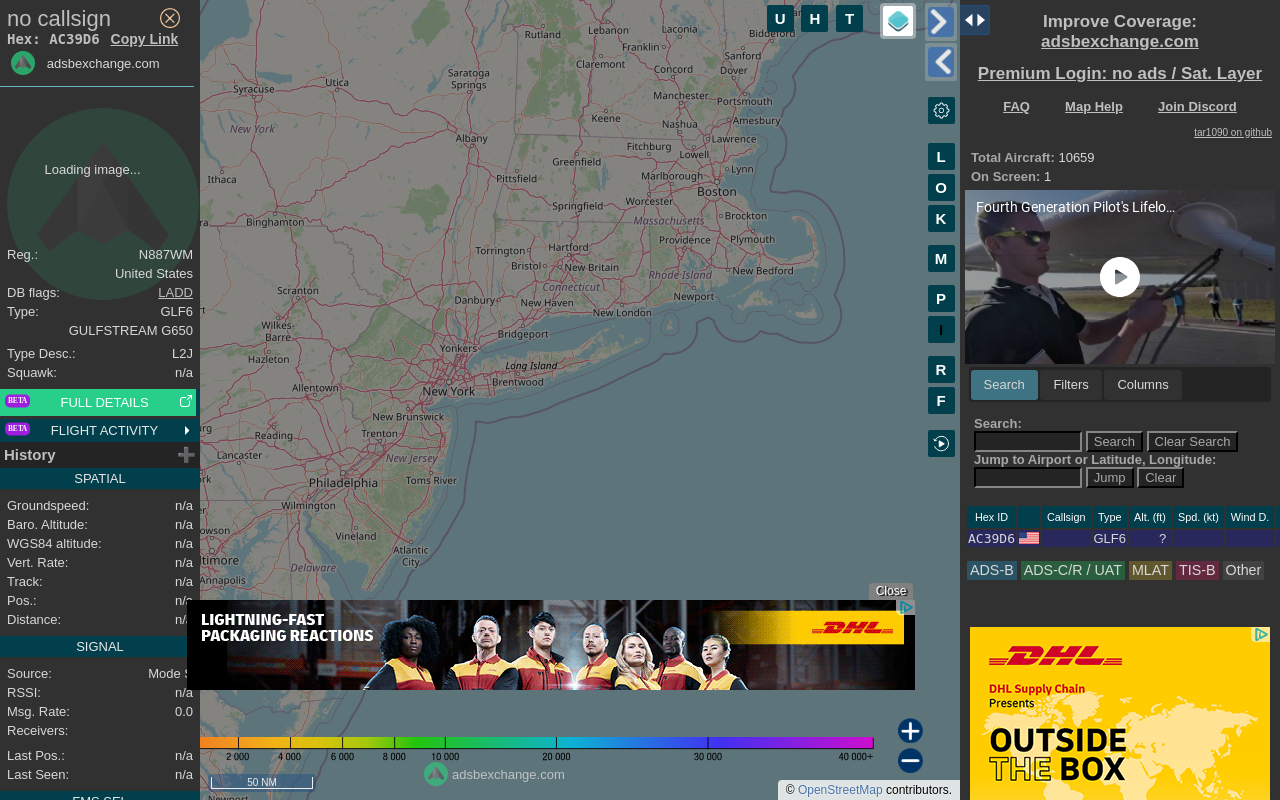 no callsign
Hex: AC39D6 Copy Link
adsbexchange.com
Loading image...
Reg.: N887WM
United States
DB flags: LADD
Type: GLF6
GULFSTREAM G650
Type Desc.: L2J
Squawk: n/a
BETA FULL DETAILS
BETA FLIGHT ACTIVITY
History
SPATIAL
Groundspeed: n/a
Baro. Altitude: n/a
WGS84 altitude: n/a
Vert. Rate: n/a
Track: n/a
Pos.: n/a
Distance: n/a
SIGNAL
Source: Mode S
RSSI: n/a
Msg. Rate: 0.0
Receivers:
Last Pos.: n/a
Last Seen: n/a
FMS SEL
U H T
L
O
K
M
P
I
R
F
Rutland
Lebanon
Laconia
Biddeford
Franklin
Sanford
Claremont
Dover
Concord
Saratoga
Springs
Utica
Syracuse
Manchester
Portsmouth
Keene
Amesbury
Nashua
New York
Albany
Lawrence
Fitchburg
Lowell
Greenfield
Lynn
Ithaca
Pittsfield
Marlborough
Boston
Worcester
Springfield
Massachusetts
Brockton
Binghamton
Providence
Plymouth
Torrington
Hartford
Bristol
New Britain
Rhode Island
New Bedford
Connecticut
Scranton
Danbury
New Haven
Newport
New London
Wilkes-
Barre
Bridgeport
Yonkers
Hazleton
Long Island
Brentwood
Allentown
New York
New Brunswick
Reading
Trenton
Lancaster
New Jersey
Philadelphia
Toms River
Wilmington
Vineland
Atlantic
City
Annapolis
Delaware
Close
LIGHTNING-FAST
PACKAGING REACTIONS
DHL
2 000 4 000 6 000 8 000 10 000 20 000 30 000 40 000+
adsbexchange.com
50 NM
© OpenStreetMap contributors.
Improve Coverage:
adsbexchange.com
Premium Login: no ads / Sat. Layer
FAQ Map Help Join Discord
tar1090 on github
Total Aircraft: 10659
On Screen: 1
Fourth Generation Pilot's Lifelo...
Search Filters Columns
Search:
Search Clear Search
Jump to Airport or Latitude, Longitude:
Jump Clear
Hex ID Callsign Type Alt. (ft) Spd. (kt) Wind D.
AC39D6 GLF6 ?
ADS-B ADS-C/R / UAT MLAT TIS-B Other
DHL
DHL Supply Chain
Presents
OUTSIDE
THE BOX